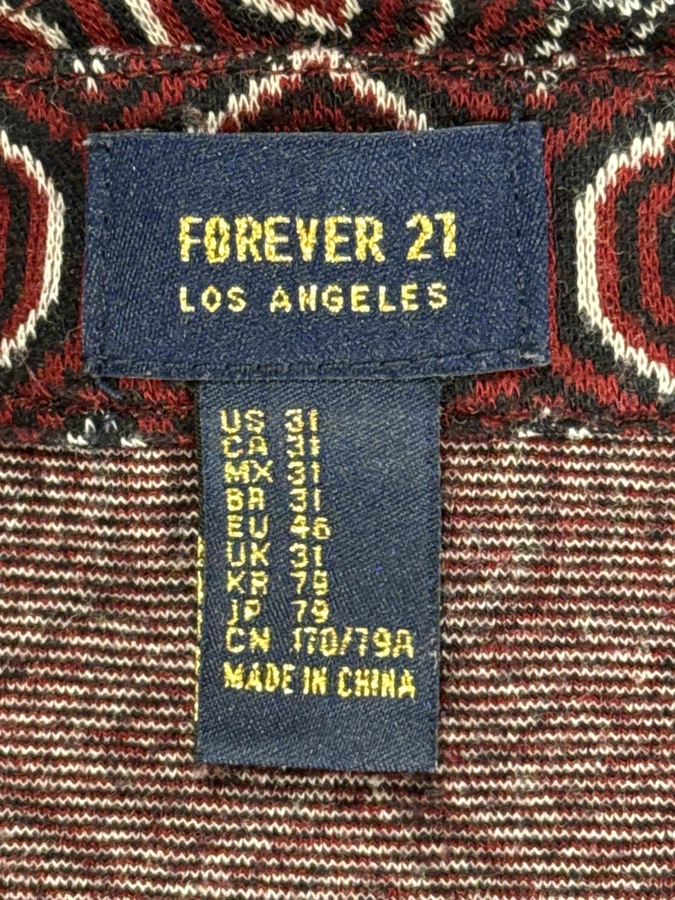 FOREVER 21
LOS ANGELES
US 31
CA 31
MX 31
BR 31
EU 46
UK 31
KR 79
JP 79
CN 170/79A
MADE IN CHINA